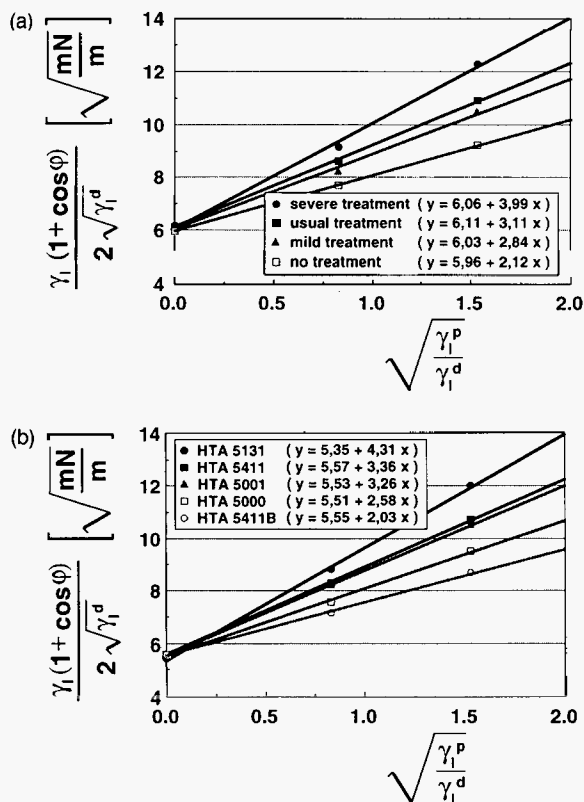 (a)
γl (1+ cosφ) / 2 √γl^d [ √mN/m ]
14
12
10
8
6
4
● severe treatment ( y = 6,06 + 3,99 x )
■ usual treatment ( y = 6,11 + 3,11 x )
▲ mild treatment ( y = 6,03 + 2,84 x )
□ no treatment ( y = 5,96 + 2,12 x )
0.0 0.5 1.0 1.5 2.0
√ γl^p / γl^d
(b)
γl (1+ cosφ) / 2 √γl^d [ √mN/m ]
14
12
10
8
6
4
● HTA 5131 ( y = 5,35 + 4,31 x )
■ HTA 5411 ( y = 5,57 + 3,36 x )
▲ HTA 5001 ( y = 5,53 + 3,26 x )
□ HTA 5000 ( y = 5,51 + 2,58 x )
○ HTA 5411B ( y = 5,55 + 2,03 x )
0.0 0.5 1.0 1.5 2.0
√ γl^p / γl^d